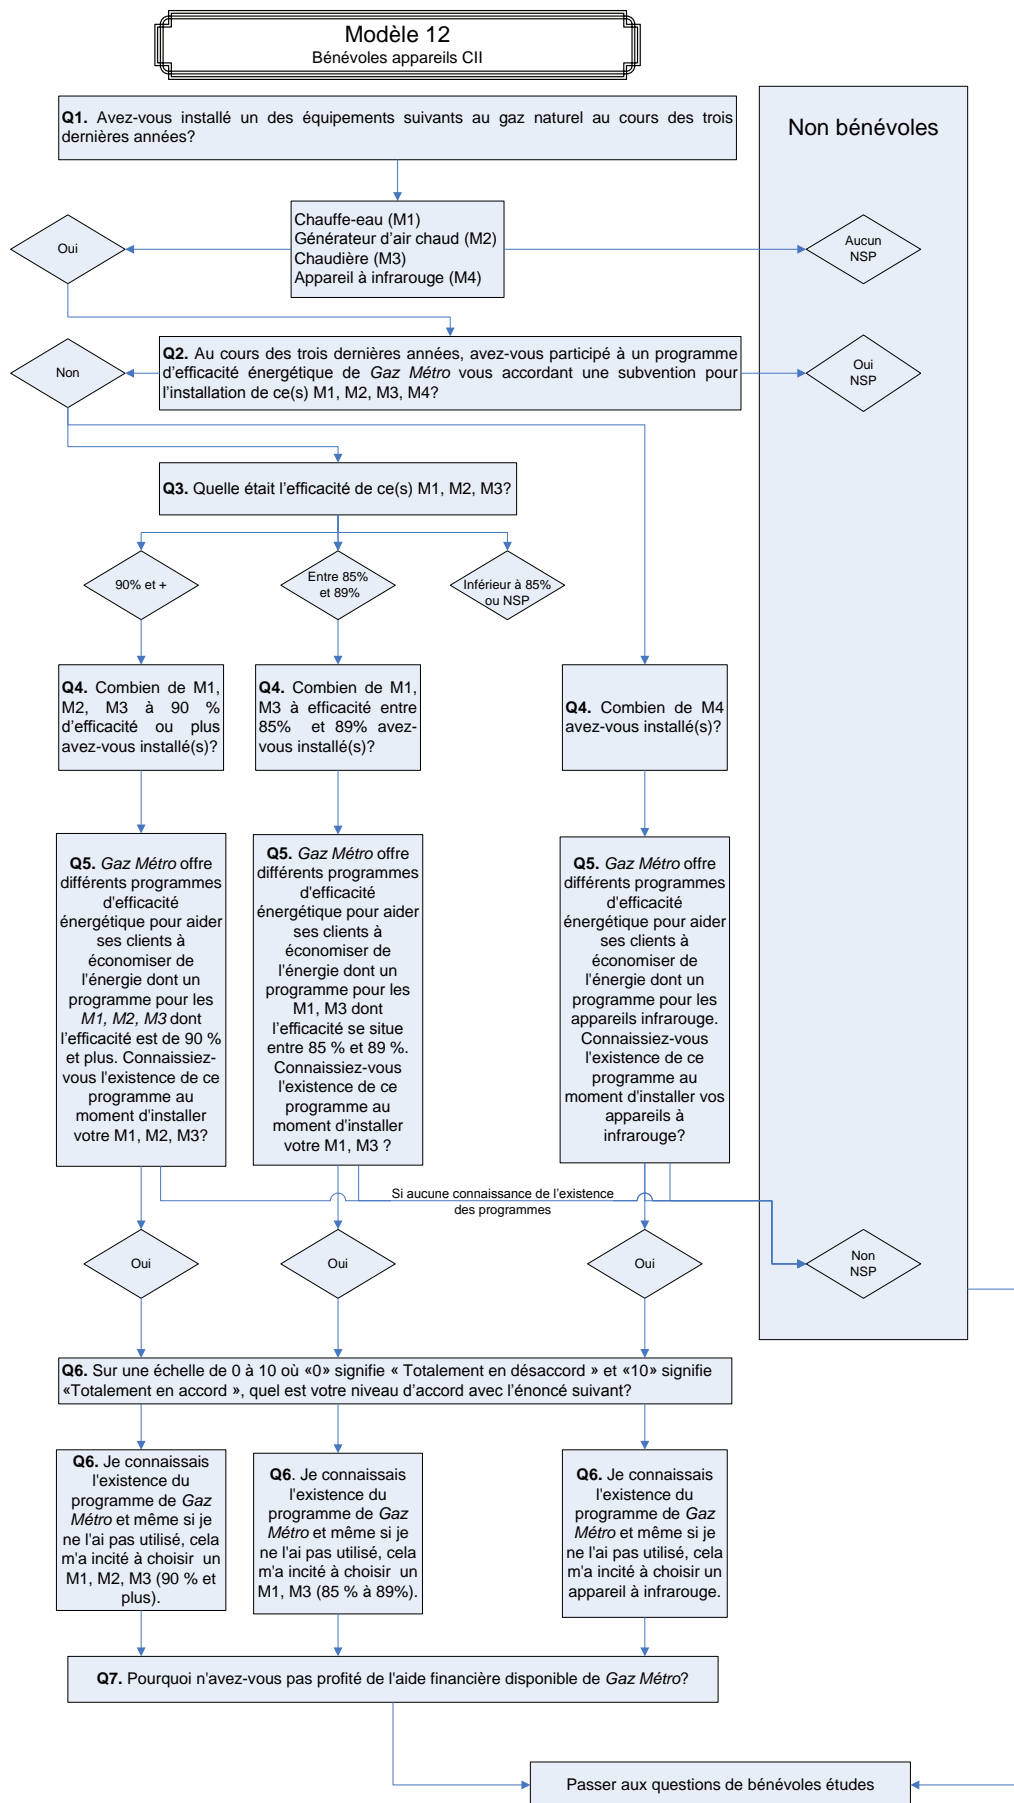 Modèle 12
Bénévoles appareils CII
Q1. Avez-vous installé un des équipements suivants au gaz naturel au cours des trois
dernières années?
Non bénévoles
Chauffe-eau (M1)
Générateur d'air chaud (M2)
Chaudière (M3)
Appareil à infrarouge (M4)
Oui
Aucun
NSP
Q2. Au cours des trois dernières années, avez-vous participé à un programme
d'efficacité énergétique de Gaz Métro vous accordant une subvention pour
l'installation de ce(s) M1, M2, M3, M4?
Non
Oui
NSP
Q3. Quelle était l'efficacité de ce(s) M1, M2, M3?
90% et +
Entre 85%
et 89%
Inférieur à 85%
ou NSP
Q4. Combien de M1,
M2, M3 à 90 %
d'efficacité ou plus
avez-vous installé(s)?
Q4. Combien de M1,
M3 à efficacité entre
85% et 89% avez-
vous installé(s)?
Q4. Combien de M4
avez-vous installé(s)?
Q5. Gaz Métro offre
différents programmes
d'efficacité
énergétique pour aider
ses clients à
économiser de
l'énergie dont un
programme pour les
M1, M2, M3 dont
l'efficacité est de 90 %
et plus. Connaissiez-
vous l'existence de ce
programme au
moment d'installer
votre M1, M2, M3?
Q5. Gaz Métro offre
différents programmes
d'efficacité
énergétique pour aider
ses clients à
économiser de
l'énergie dont un
programme pour les
M1, M3 dont
l'efficacité se situe
entre 85 % et 89 %.
Connaissiez-vous
l'existence de ce
programme au
moment d'installer
votre M1, M3 ?
Q5. Gaz Métro offre
différents programmes
d'efficacité
énergétique pour aider
ses clients à
économiser de
l'énergie dont un
programme pour les
appareils infrarouge.
Connaissiez-vous
l'existence de ce
programme au
moment d'installer vos
appareils à
infrarouge?
Si aucune connaissance de l'existence
des programmes
Oui
Oui
Oui
Non
NSP
Q6. Sur une échelle de 0 à 10 où «0» signifie « Totalement en désaccord » et «10» signifie
«Totalement en accord », quel est votre niveau d'accord avec l'énoncé suivant?
Q6. Je connaissais
l'existence du
programme de Gaz
Métro et même si je
ne l'ai pas utilisé, cela
m'a incité à choisir un
M1, M2, M3 (90 % et
plus).
Q6. Je connaissais
l'existence du
programme de Gaz
Métro et même si je
ne l'ai pas utilisé, cela
m'a incité à choisir un
M1, M3 (85 % à 89%).
Q6. Je connaissais
l'existence du
programme de Gaz
Métro et même si je
ne l'ai pas utilisé, cela
m'a incité à choisir un
appareil à infrarouge.
Q7. Pourquoi n'avez-vous pas profité de l'aide financière disponible de Gaz Métro?
Passer aux questions de bénévoles études